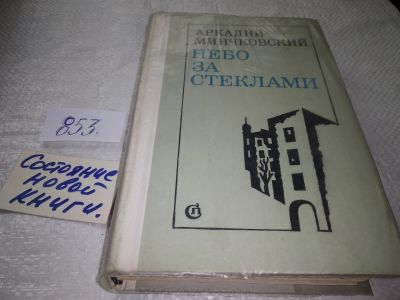 АРКАДИЙ
МИНЧКОВСКИЙ
НЕБО
ЗА
СТЕКЛАМИ
853.
Состояние
новой
книги.